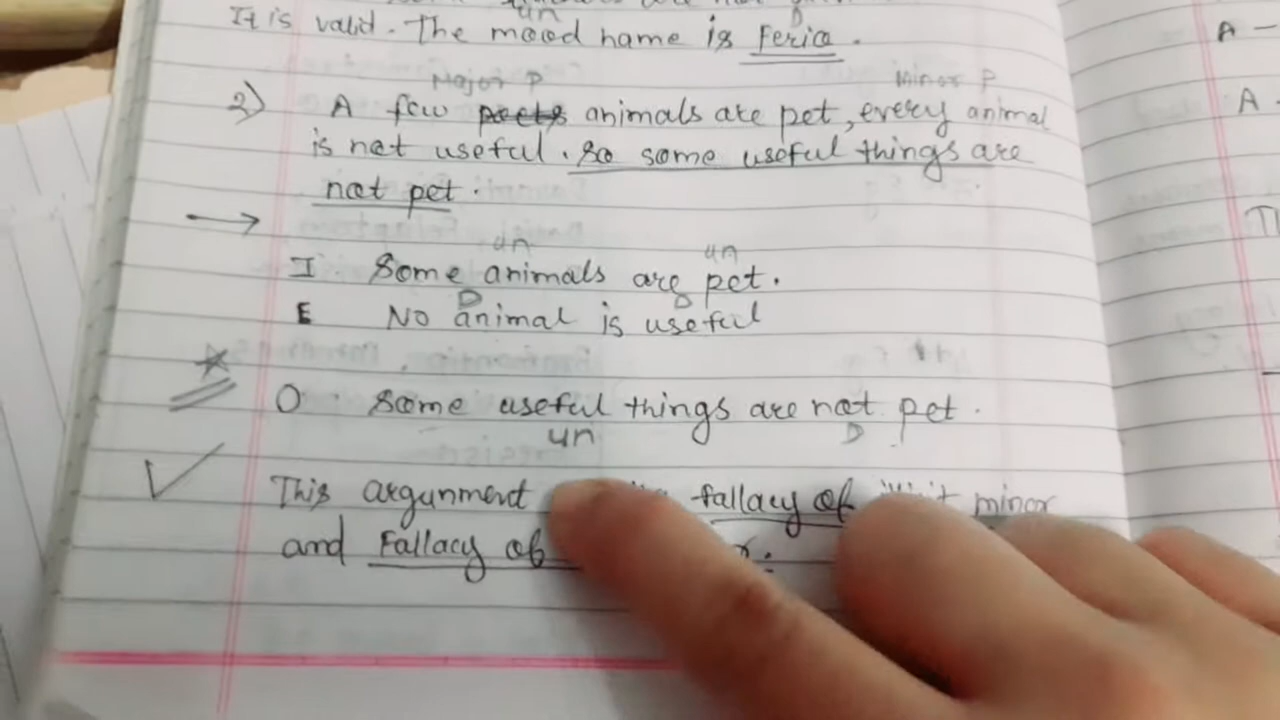 It is valid. The mood name is Ferio.
Major P Minor P
2) A few animals are pet, every animal
is not useful. so some useful things are
not pet.
→
un un
I Some animals are pet.
D D
E No animal is useful
O. Some useful things are not pet.
un D
This argunment fallacy of minor
and Fallacy of
A -
A -